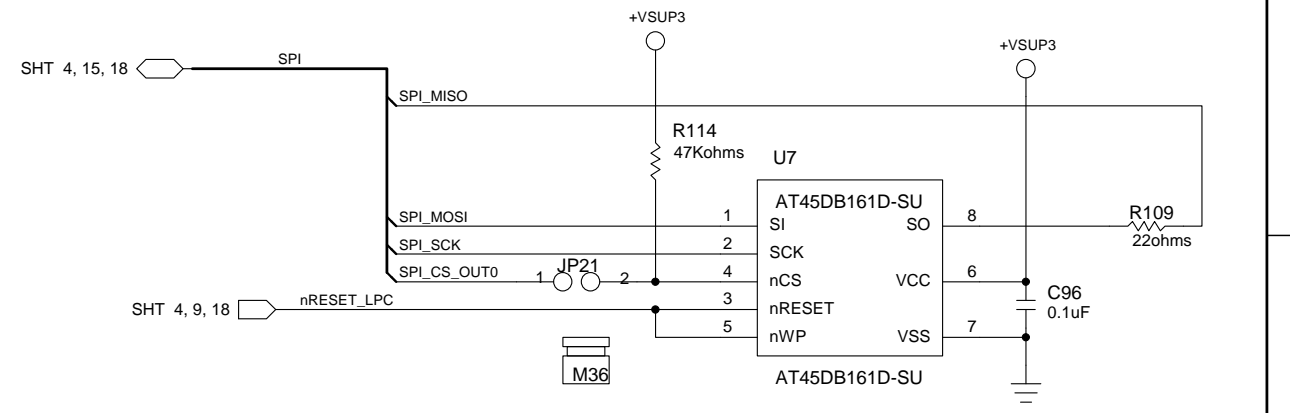 +VSUP3
+VSUP3
SHT 4, 15, 18
SPI
SPI_MISO
R114
47Kohms
U7
AT45DB161D-SU
SPI_MOSI
1
SI
SO
8
R109
22ohms
SPI_SCK
2
SCK
SPI_CS_OUT0
1
JP21
2
4
nCS
VCC
6
C96
0.1uF
SHT 4, 9, 18
nRESET_LPC
3
nRESET
5
nWP
VSS
7
M36
AT45DB161D-SU